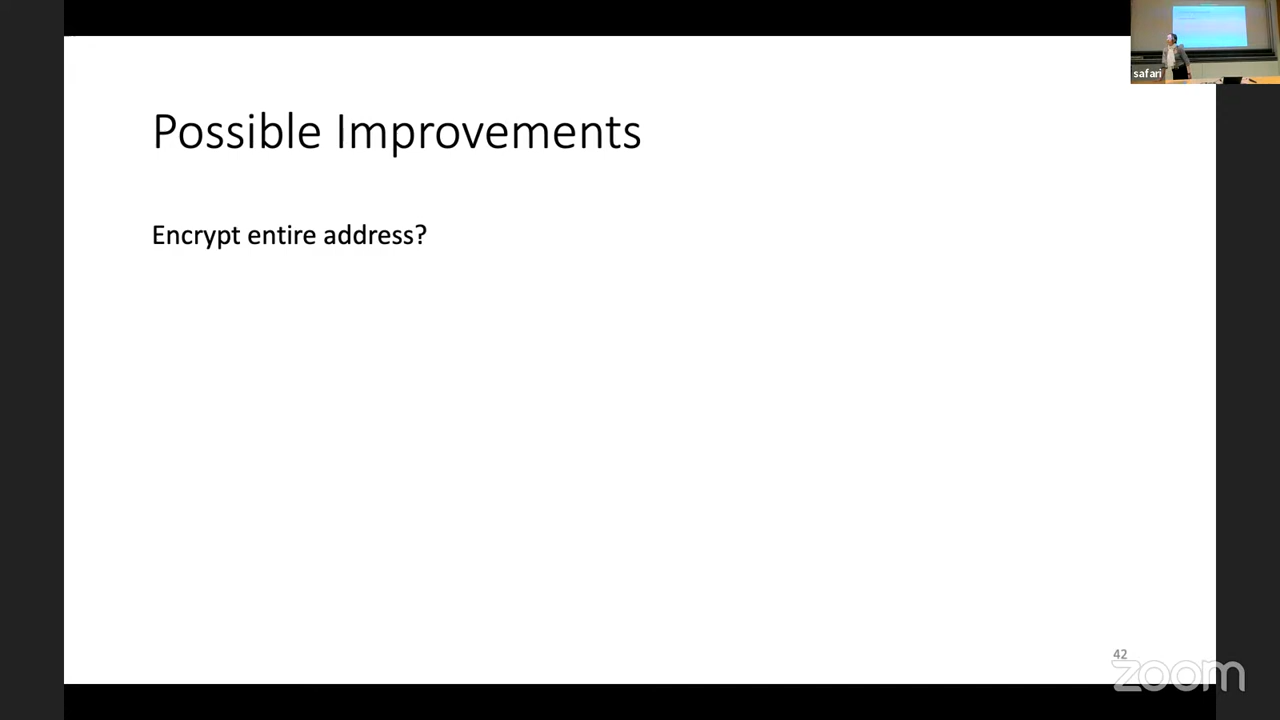 safari
Possible Improvements
Encrypt entire address?
42
zoom